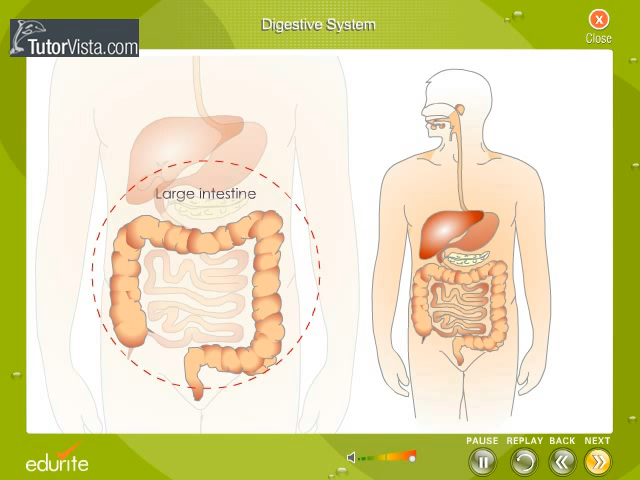 Digestive System
TutorVista.com
Close
Large intestine
PAUSE REPLAY BACK NEXT
edurite